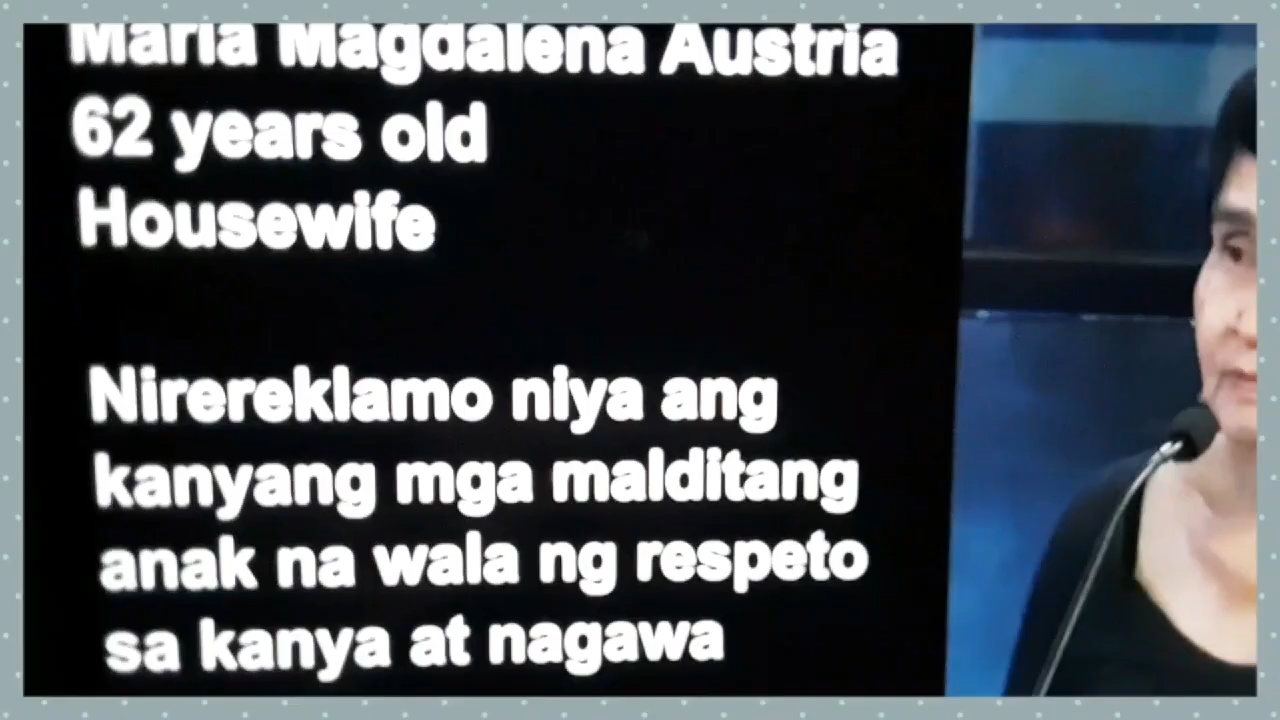 Maria Magdalena Austria
62 years old
Housewife
Nirereklamo niya ang
kanyang mga malditang
anak na wala ng respeto
sa kanya at nagawa